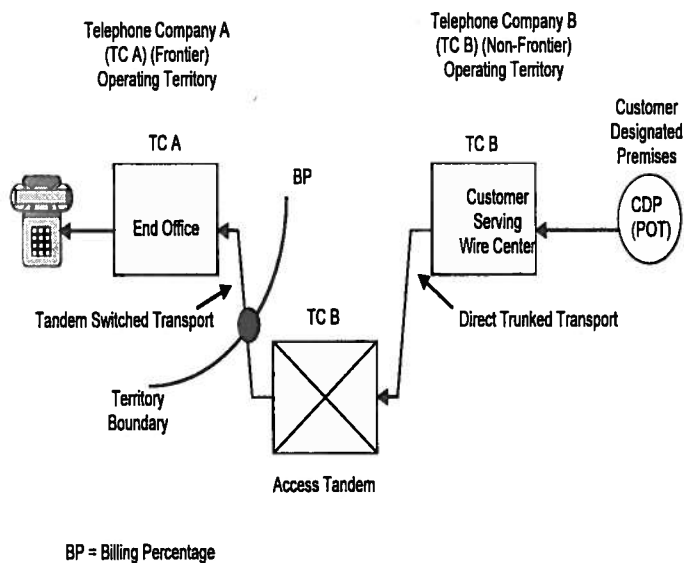 Telephone Company A
(TC A) (Frontier)
Operating Territory
Telephone Company B
(TC B) (Non-Frontier)
Operating Territory
Customer
Designated
Premises
TC A
BP
TC B
End Office
Customer
Serving
Wire Center
CDP
(POT)
Tandem Switched Transport
TC B
Direct Trunked Transport
Territory
Boundary
Access Tandem
BP = Billing Percentage